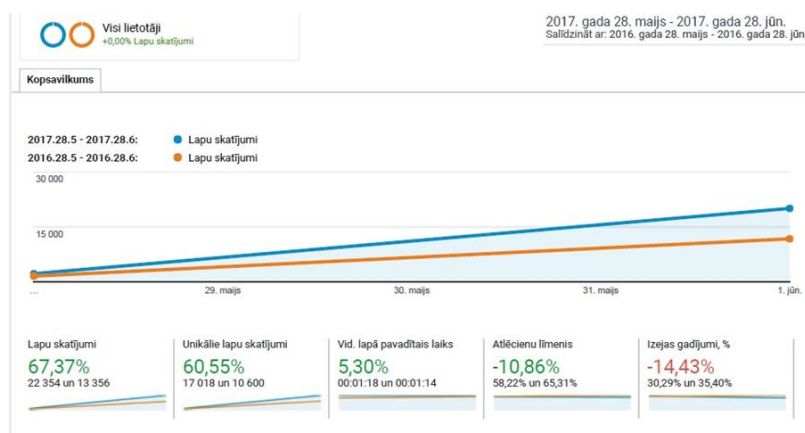 Visi lietotāji
+0,00% Lapu skatījumi
2017. gada 28. maijs - 2017. gada 28. jūn.
Salīdzināt ar: 2016. gada 28. maijs - 2016. gada 28. jūn
Kopsavilkums
2017.28.5 - 2017.28.6: Lapu skatījumi
2016.28.5 - 2016.28.6: Lapu skatījumi
30 000
15 000
... 29. maijs 30. maijs 31. maijs 1. jūn.
Lapu skatījumi Unikālie lapu skatījumi Vid. lapā pavadītais laiks Atlēcienu līmenis Izejas gadījumi, %
67,37% 60,55% 5,30% -10,86% -14,43%
22 354 un 13 356 17 018 un 10 600 00:01:18 un 00:01:14 58,22% un 65,31% 30,29% un 35,40%